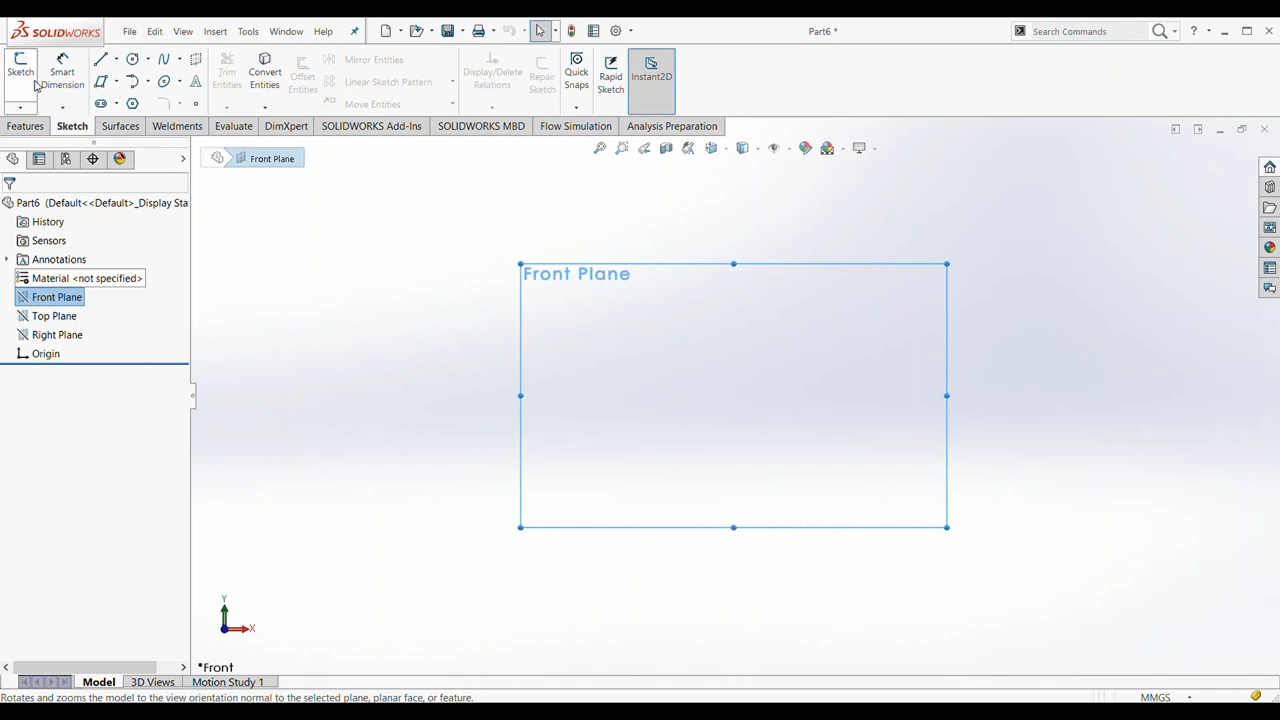 SOLIDWORKS File Edit View Insert Tools Window Help Part6 * Search Commands ?
Sketch Smart Dimension Trim Entities Convert Entities Offset Entities Mirror Entities Linear Sketch Pattern Move Entities Display/Delete Relations Repair Sketch Quick Snaps Rapid Sketch Instant2D
Features Sketch Surfaces Weldments Evaluate DimXpert SOLIDWORKS Add-Ins SOLIDWORKS MBD Flow Simulation Analysis Preparation
Front Plane
Part6 (Default<<Default>_Display Sta
History
Sensors
Annotations
Material <not specified>
Front Plane
Top Plane
Right Plane
Origin
Front Plane
Y
X
*Front
Model 3D Views Motion Study 1
Rotates and zooms the model to the view orientation normal to the selected plane, planar face, or feature. MMGS